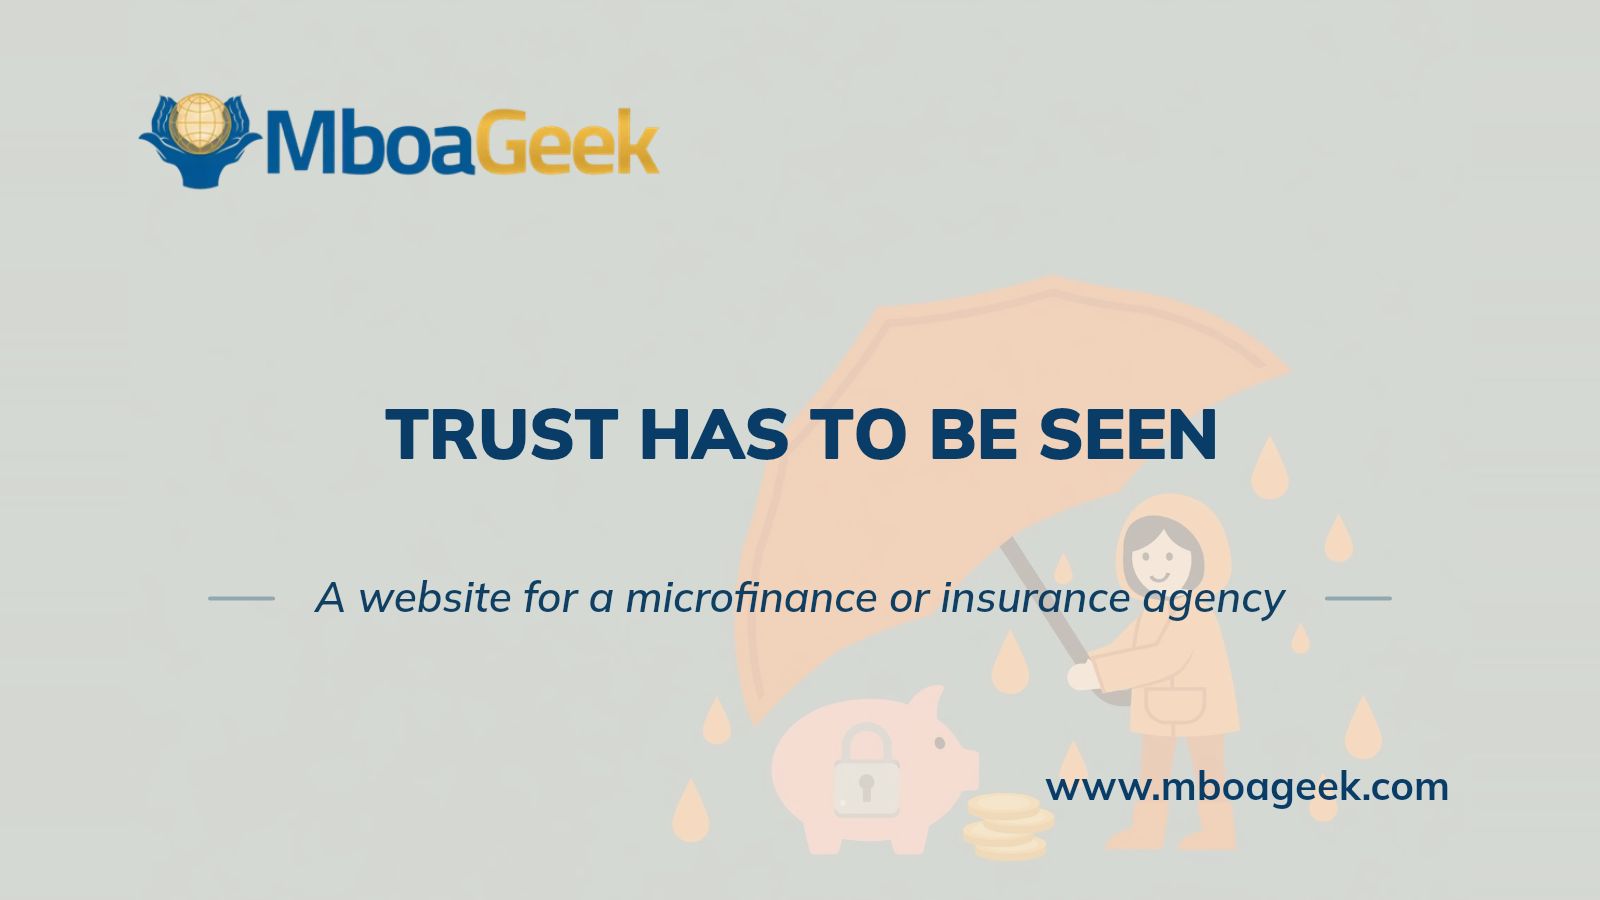 MboaGeek
TRUST HAS TO BE SEEN
A website for a microfinance or insurance agency
www.mboageek.com